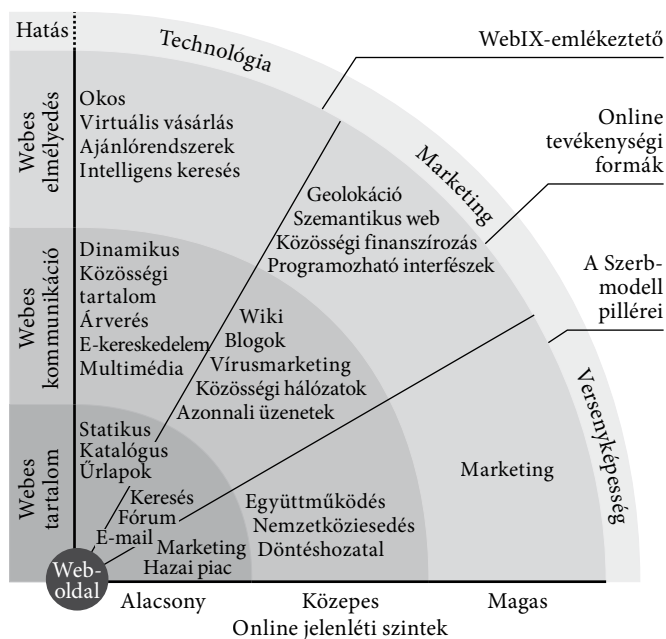 Hatás
Technológia
WebIX-emlékeztető
Webes
elmélyedés
Okos
Virtuális vásárlás
Ajánlórendszerek
Intelligens keresés
Marketing
Online
tevékenységi
formák
Geolokáció
Szemantikus web
Közösségi finanszírozás
Programozható interfészek
A Szerb-
modell
pillérei
Webes
kommunikáció
Dinamikus
Közösségi
tartalom
Árverés
E-kereskedelem
Multimédia
Wiki
Blogok
Vírusmarketing
Közösségi hálózatok
Azonnali üzenetek
Versenyképesség
Webes
tartalom
Statikus
Katalógus
Űrlapok
Keresés
Fórum
E-mail
Marketing
Hazai piac
Együttműködés
Nemzetköziesedés
Döntéshozatal
Marketing
Web-
oldal
Alacsony
Közepes
Magas
Online jelenléti szintek